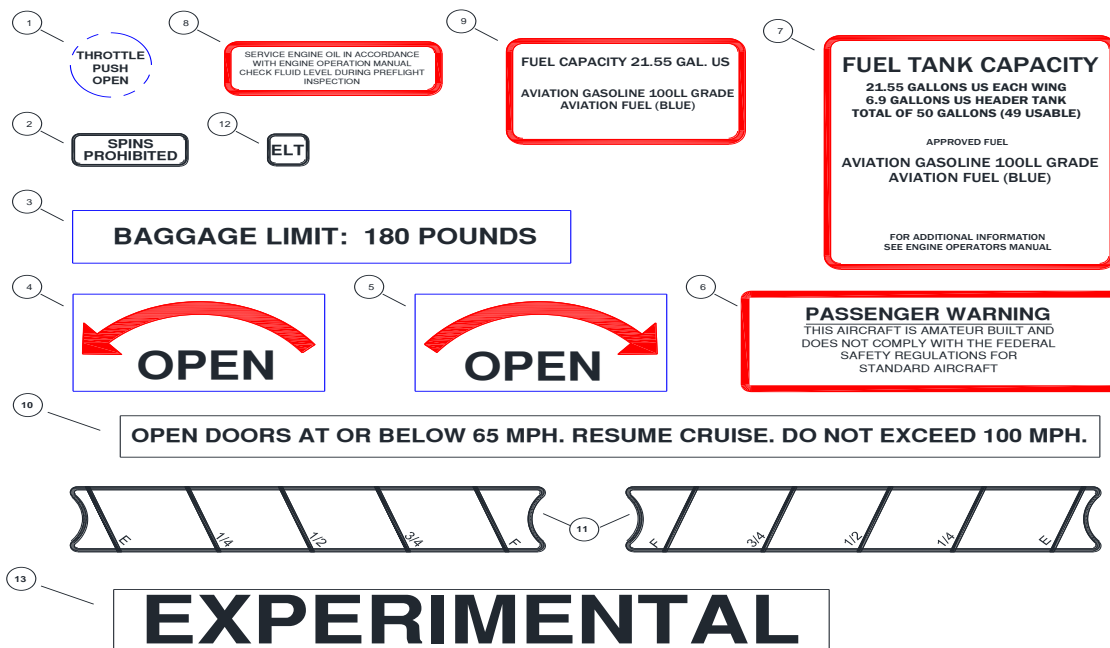 1
THROTTLE
PUSH
OPEN
8
SERVICE ENGINE OIL IN ACCORDANCE
WITH ENGINE OPERATION MANUAL
CHECK FLUID LEVEL DURING PREFLIGHT
INSPECTION
9
FUEL CAPACITY 21.55 GAL. US
AVIATION GASOLINE 100LL GRADE
AVIATION FUEL (BLUE)
7
FUEL TANK CAPACITY
21.55 GALLONS US EACH WING
6.9 GALLONS US HEADER TANK
TOTAL OF 50 GALLONS (49 USABLE)
APPROVED FUEL
AVIATION GASOLINE 100LL GRADE
AVIATION FUEL (BLUE)
FOR ADDITIONAL INFORMATION
SEE ENGINE OPERATORS MANUAL
2
SPINS
PROHIBITED
12
ELT
3
BAGGAGE LIMIT: 180 POUNDS
4
OPEN
5
OPEN
6
PASSENGER WARNING
THIS AIRCRAFT IS AMATEUR BUILT AND
DOES NOT COMPLY WITH THE FEDERAL
SAFETY REGULATIONS FOR
STANDARD AIRCRAFT
10
OPEN DOORS AT OR BELOW 65 MPH. RESUME CRUISE. DO NOT EXCEED 100 MPH.
E 1/4 1/2 3/4 F
11
F 3/4 1/2 1/4 E
13
EXPERIMENTAL